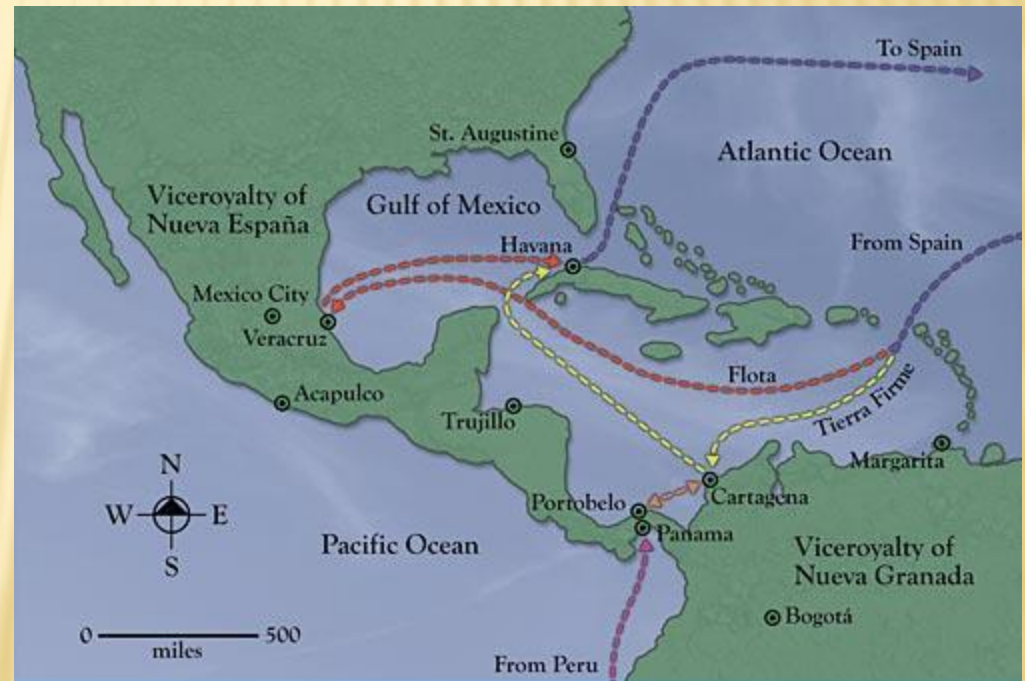 To Spain
St. Augustine
Atlantic Ocean
Viceroyalty of
Nueva España
Gulf of Mexico
From Spain
Havana
Mexico City
Veracruz
Flota
Tierra Firme
Acapulco
Trujillo
Margarita
N
W E
S
Portobelo
Cartagena
Panama
Pacific Ocean
Viceroyalty of
Nueva Granada
Bogotá
0 500
miles
From Peru